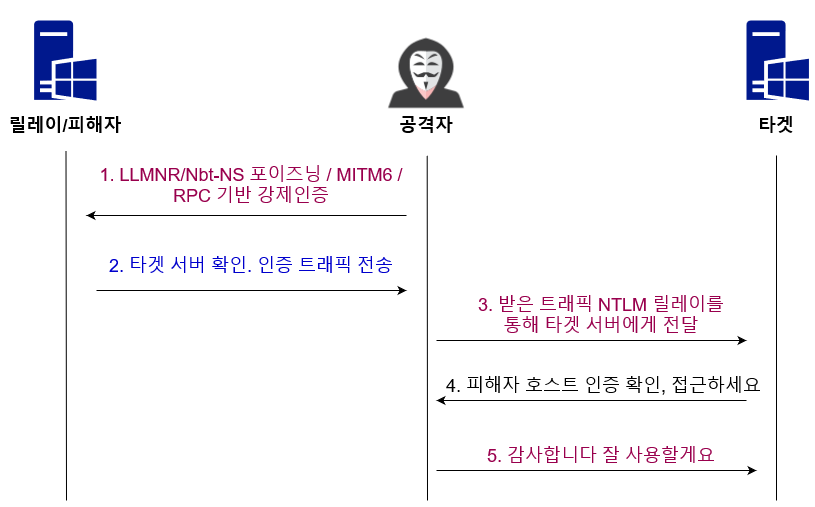 릴레이/피해자
공격자
타겟
1. LLMNR/Nbt-NS 포이즈닝 / MITM6 /
RPC 기반 강제인증
2. 타겟 서버 확인. 인증 트래픽 전송
3. 받은 트래픽 NTLM 릴레이를
통해 타겟 서버에게 전달
4. 피해자 호스트 인증 확인, 접근하세요
5. 감사합니다 잘 사용할게요